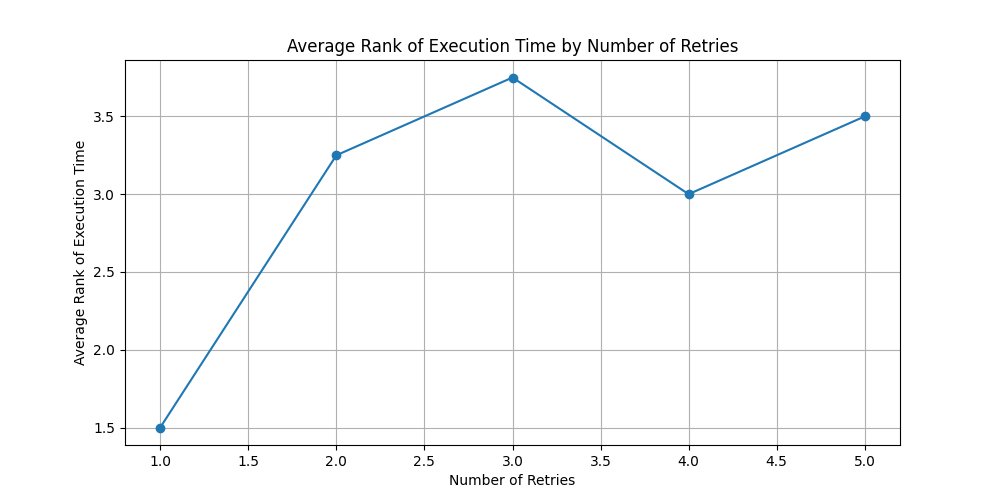 Average Rank of Execution Time by Number of Retries
Average Rank of Execution Time
3.5
3.0
2.5
2.0
1.5
1.0 1.5 2.0 2.5 3.0 3.5 4.0 4.5 5.0
Number of Retries